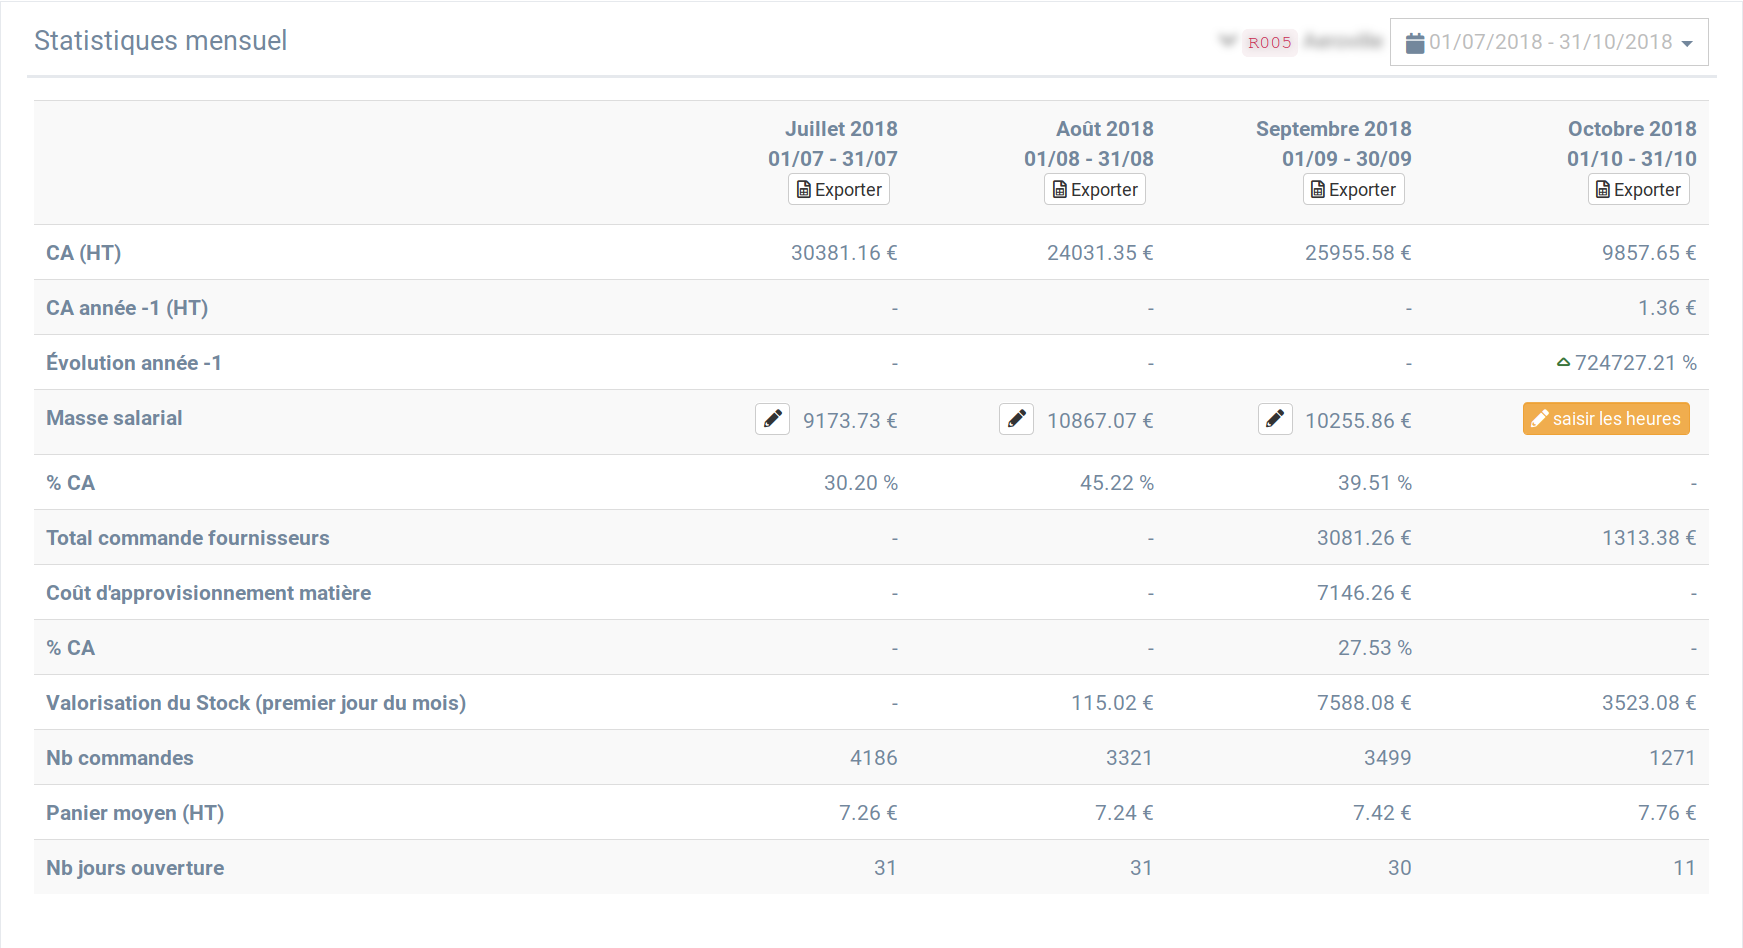 Statistiques mensuel
R005
01/07/2018 - 31/10/2018
Juillet 2018 Août 2018 Septembre 2018 Octobre 2018
01/07 - 31/07 01/08 - 31/08 01/09 - 30/09 01/10 - 31/10
Exporter Exporter Exporter Exporter
CA (HT) 30381.16 € 24031.35 € 25955.58 € 9857.65 €
CA année -1 (HT) - - - 1.36 €
Évolution année -1 - - - 724727.21 %
Masse salarial 9173.73 € 10867.07 € 10255.86 € saisir les heures
% CA 30.20 % 45.22 % 39.51 % -
Total commande fournisseurs - - 3081.26 € 1313.38 €
Coût d'approvisionnement matière - - 7146.26 € -
% CA - - 27.53 % -
Valorisation du Stock (premier jour du mois) - 115.02 € 7588.08 € 3523.08 €
Nb commandes 4186 3321 3499 1271
Panier moyen (HT) 7.26 € 7.24 € 7.42 € 7.76 €
Nb jours ouverture 31 31 30 11